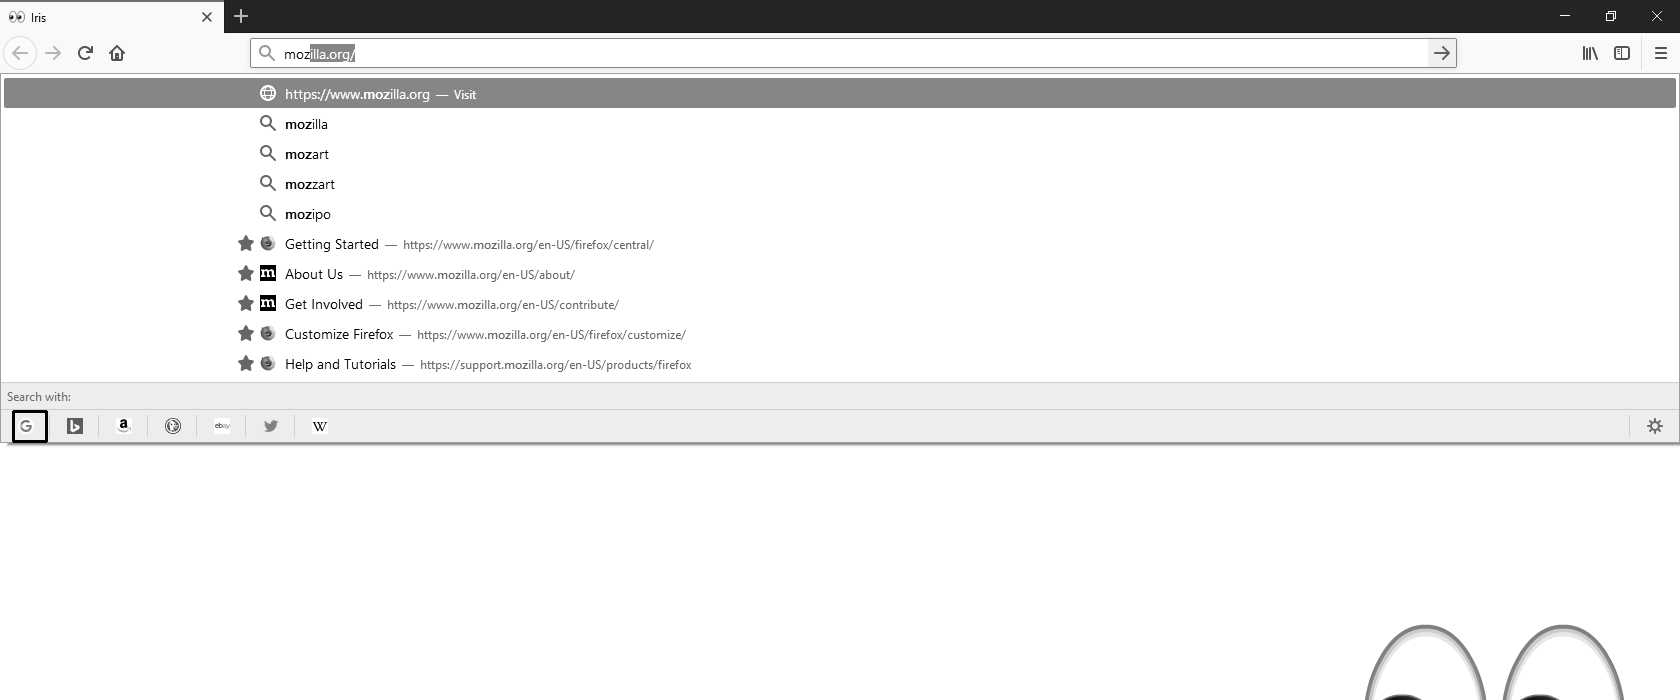 Iris
mozilla.org/
https://www.mozilla.org — Visit
mozilla
mozart
mozzart
mozipo
Getting Started — https://www.mozilla.org/en-US/firefox/central/
m About Us — https://www.mozilla.org/en-US/about/
m Get Involved — https://www.mozilla.org/en-US/contribute/
Customize Firefox — https://www.mozilla.org/en-US/firefox/customize/
Help and Tutorials — https://support.mozilla.org/en-US/products/firefox
Search with:
G b a ebay W